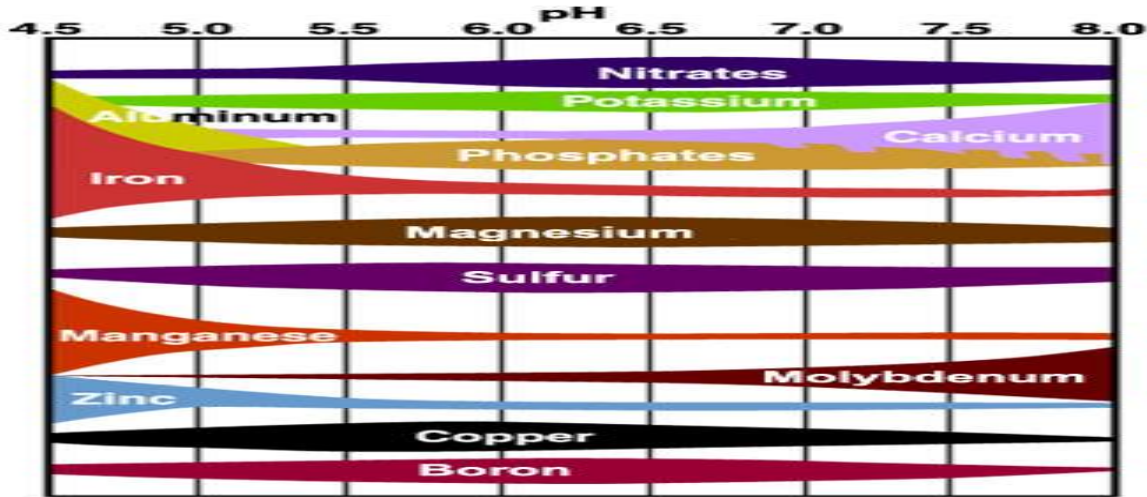 pH
4.5 5.0 5.5 6.0 6.5 7.0 7.5 8.0
Nitrates
Potassium
Aluminum
Calcium
Phosphates
Iron
Magnesium
Sulfur
Manganese
Molybdenum
Zinc
Copper
Boron